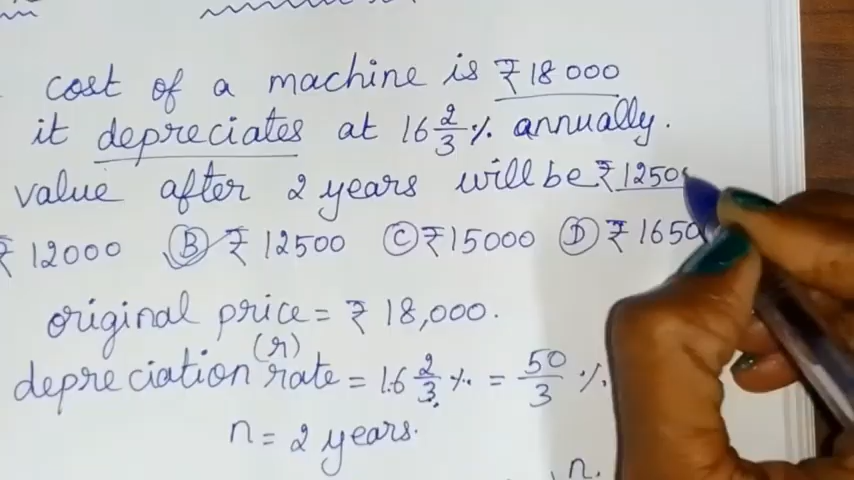 cost of a machine is ₹18000
it depreciates at 16 2/3 % annually.
value after 2 years will be ₹1250
₹ 12000 Ⓑ ₹ 12500 Ⓒ ₹15000 Ⓓ ₹ 1650
original price = ₹ 18,000.
(r)
depreciation rate = 16 2/3 % = 50/3 %
n = 2 years.
n.